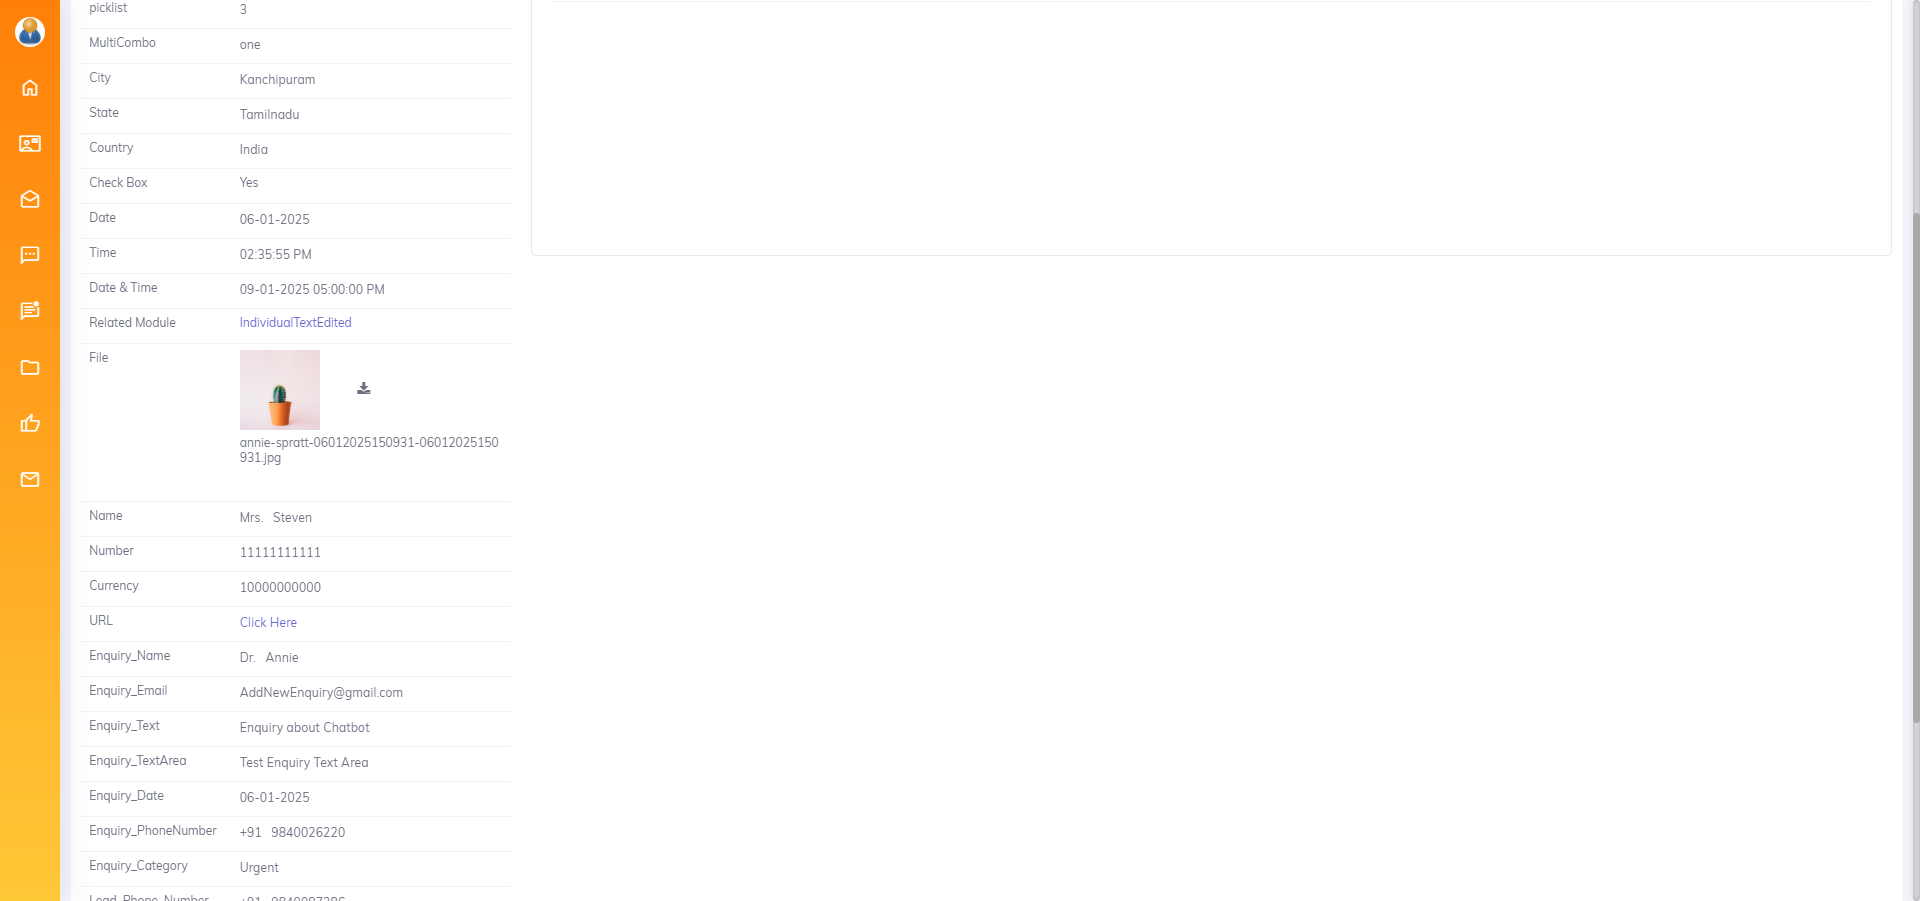 picklist 3
MultiCombo one
City Kanchipuram
State Tamilnadu
Country India
Check Box Yes
Date 06-01-2025
Time 02:35:55 PM
Date & Time 09-01-2025 05:00:00 PM
Related Module IndividualTextEdited
File
annie-spratt-06012025150931-06012025150
931.jpg
Name Mrs. Steven
Number 11111111111
Currency 10000000000
URL Click Here
Enquiry_Name Dr. Annie
Enquiry_Email AddNewEnquiry@gmail.com
Enquiry_Text Enquiry about Chatbot
Enquiry_TextArea Test Enquiry Text Area
Enquiry_Date 06-01-2025
Enquiry_PhoneNumber +91 9840026220
Enquiry_Category Urgent
Lead_Phone_Number +91